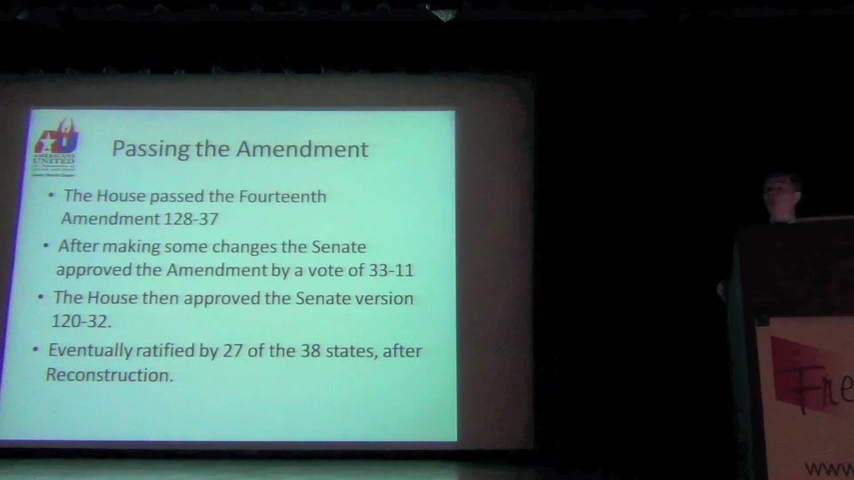 AU
AMERICANS
UNITED
Passing the Amendment
• The House passed the Fourteenth
Amendment 128-37
• After making some changes the Senate
approved the Amendment by a vote of 33-11
• The House then approved the Senate version
120-32.
• Eventually ratified by 27 of the 38 states, after
Reconstruction.
Fre
www